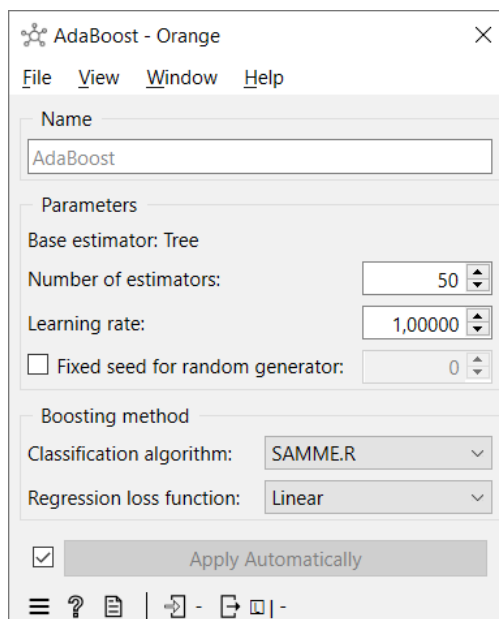 AdaBoost - Orange
File View Window Help
Name
AdaBoost
Parameters
Base estimator: Tree
Number of estimators: 50
Learning rate: 1,00000
Fixed seed for random generator: 0
Boosting method
Classification algorithm: SAMME.R
Regression loss function: Linear
Apply Automatically
? - | -